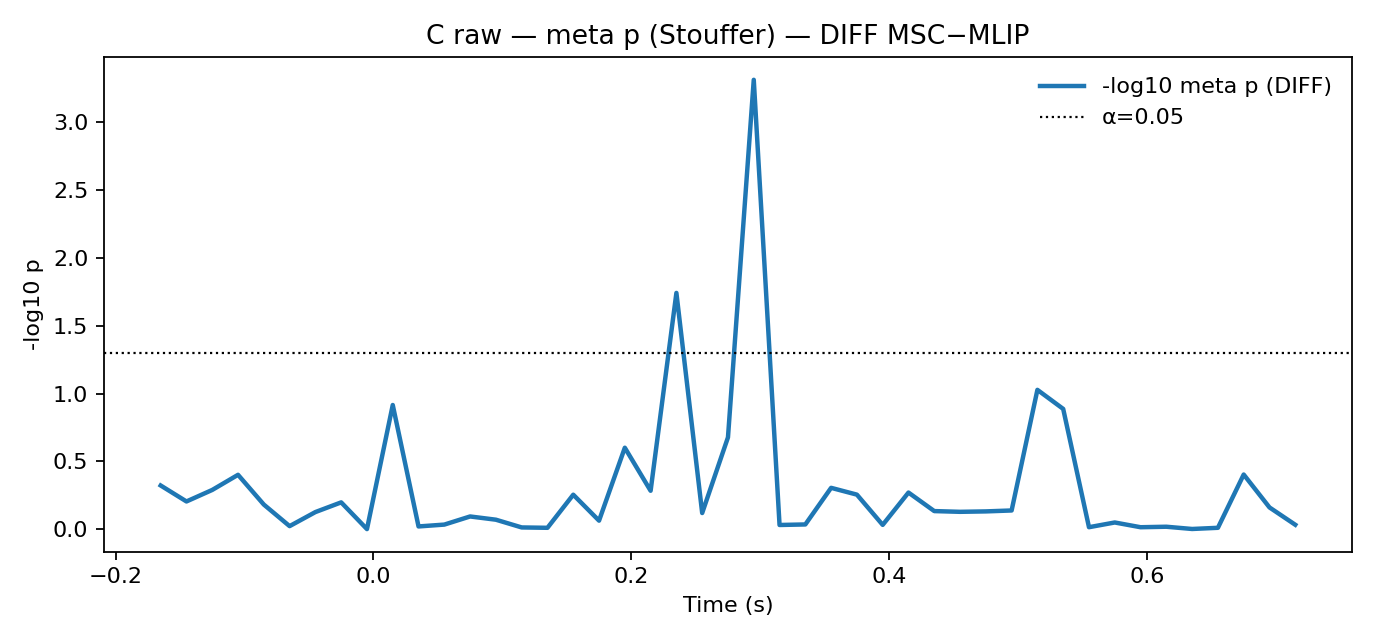 C raw — meta p (Stouffer) — DIFF MSC−MLIP
-log10 meta p (DIFF)
α=0.05
-log10 p
3.0
2.5
2.0
1.5
1.0
0.5
0.0
−0.2
0.0
0.2
0.4
0.6
Time (s)